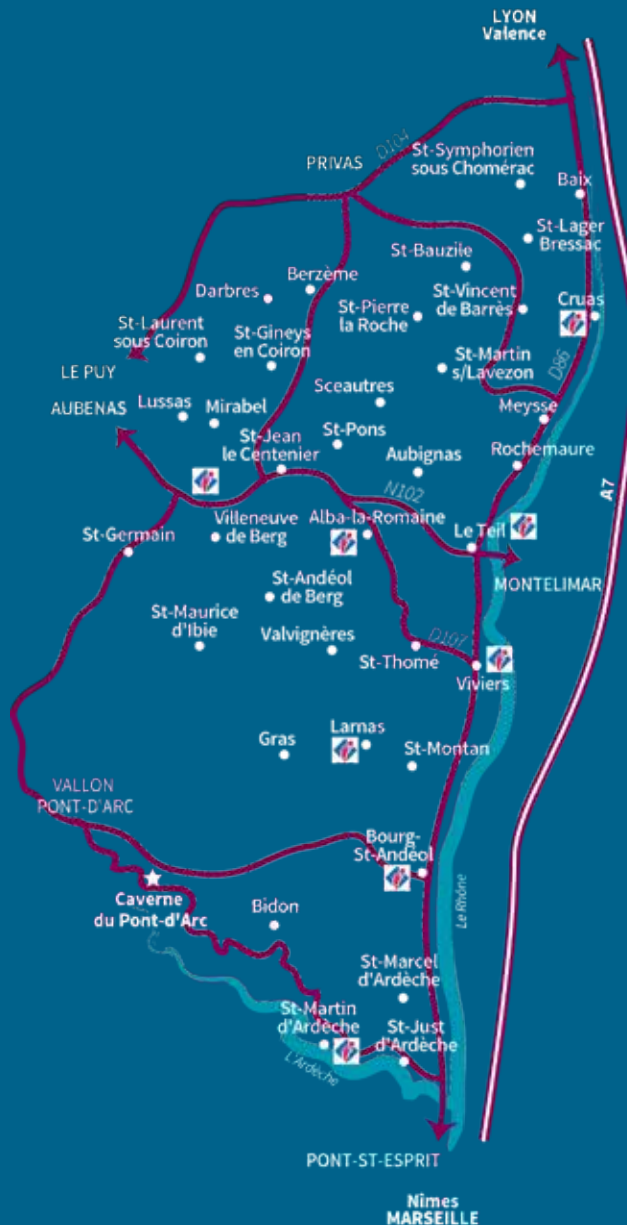 LYON
Valence
D104
St-Symphorien
sous Chomérac
PRIVAS
Baix
St-Lager
Bressac
St-Bauzile
Berzème
Darbres
St-Vincent
de Barrès
St-Pierre
la Roche
Cruas
St-Laurent
sous Coiron
St-Gineys
en Coiron
LE PUY
St-Martin
s/Lavezon
D86
Sceautres
AUBENAS
Lussas
Mirabel
Meysse
St-Jean
le Centenier
St-Pons
Aubignas
Rochemaure
A7
N102
Villeneuve
de Berg
Alba-la-Romaine
St-Germain
Le Teil
MONTELIMAR
St-Andéol
de Berg
St-Maurice
d'Ibie
Valvignères
D107
St-Thomé
Viviers
Larnas
Gras
St-Montan
VALLON
PONT-D'ARC
Bourg-
St-Andéol
Le Rhône
Caverne
du Pont-d'Arc
Bidon
St-Marcel
d'Ardèche
St-Martin
d'Ardèche
St-Just
d'Ardèche
L'Ardèche
PONT-ST-ESPRIT
Nîmes
MARSEILLE